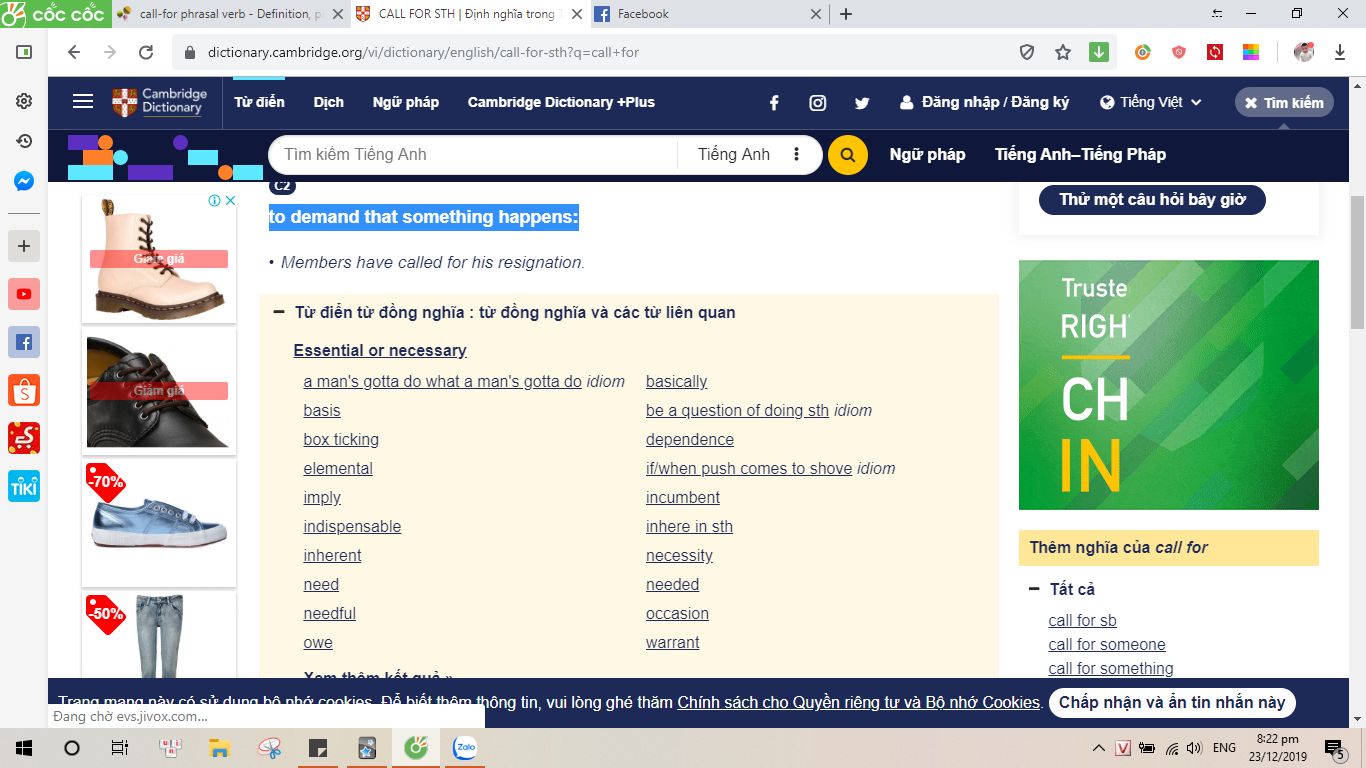 cốc cốc
call-for phrasal verb - Definition, p
CALL FOR STH | Định nghĩa trong T
Facebook
dictionary.cambridge.org/vi/dictionary/english/call-for-sth?q=call+for
Cambridge
Dictionary
Từ điển
Dịch
Ngữ pháp
Cambridge Dictionary +Plus
Đăng nhập / Đăng ký
Tiếng Việt
Tìm kiếm
Tìm kiếm Tiếng Anh
Tiếng Anh
Ngữ pháp
Tiếng Anh–Tiếng Pháp
C2
to demand that something happens:
• Members have called for his resignation.
Từ điển từ đồng nghĩa : từ đồng nghĩa và các từ liên quan
Essential or necessary
a man's gotta do what a man's gotta do idiom
basically
basis
be a question of doing sth idiom
box ticking
dependence
elemental
if/when push comes to shove idiom
imply
incumbent
indispensable
inhere in sth
inherent
necessity
need
needed
needful
occasion
owe
warrant
Xem thêm kết quả »
Giảm giá
Giảm giá
-70%
-50%
TIKI
Thử một câu hỏi bây giờ
Truste
RIGH
CH
IN
Thêm nghĩa của call for
Tất cả
call for sb
call for someone
call for something
Trang mạng này có sử dụng bộ nhớ cookies. Để biết thêm thông tin, vui lòng ghé thăm Chính sách cho Quyền riêng tư và Bộ nhớ Cookies.
Chấp nhận và ẩn tin nhắn này
Đang chờ evs.jivox.com...
Zalo
V
ENG
8:22 pm
23/12/2019
5